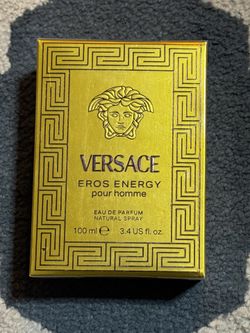 VERSACE
EROS ENERGY
pour homme
EAU DE PARFUM
NATURAL SPRAY
100 ml ℮ 3.4 US fl. oz.